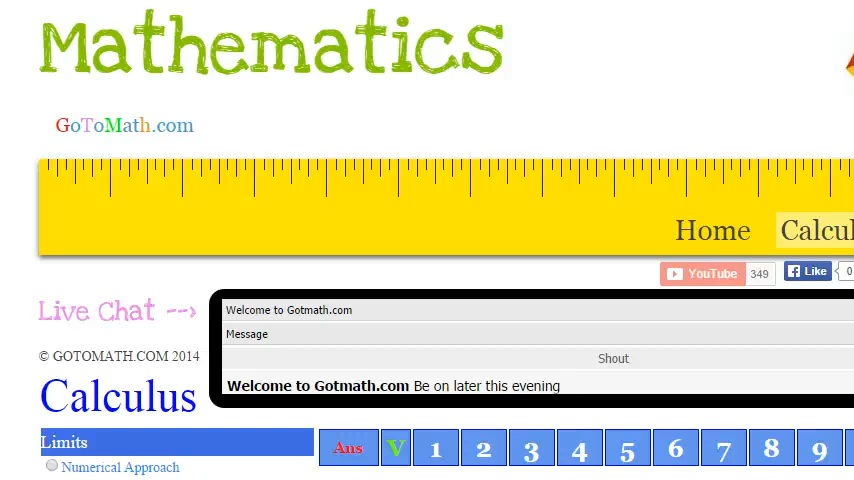 Mathematics
GoToMath.com
Home Calcul
YouTube 349 Like 0
Live Chat -->
Welcome to Gotmath.com
Message
Shout
Welcome to Gotmath.com Be on later this evening
© GOTOMATH.COM 2014
Calculus
Limits
Ans V 1 2 3 4 5 6 7 8 9
Numerical Approach